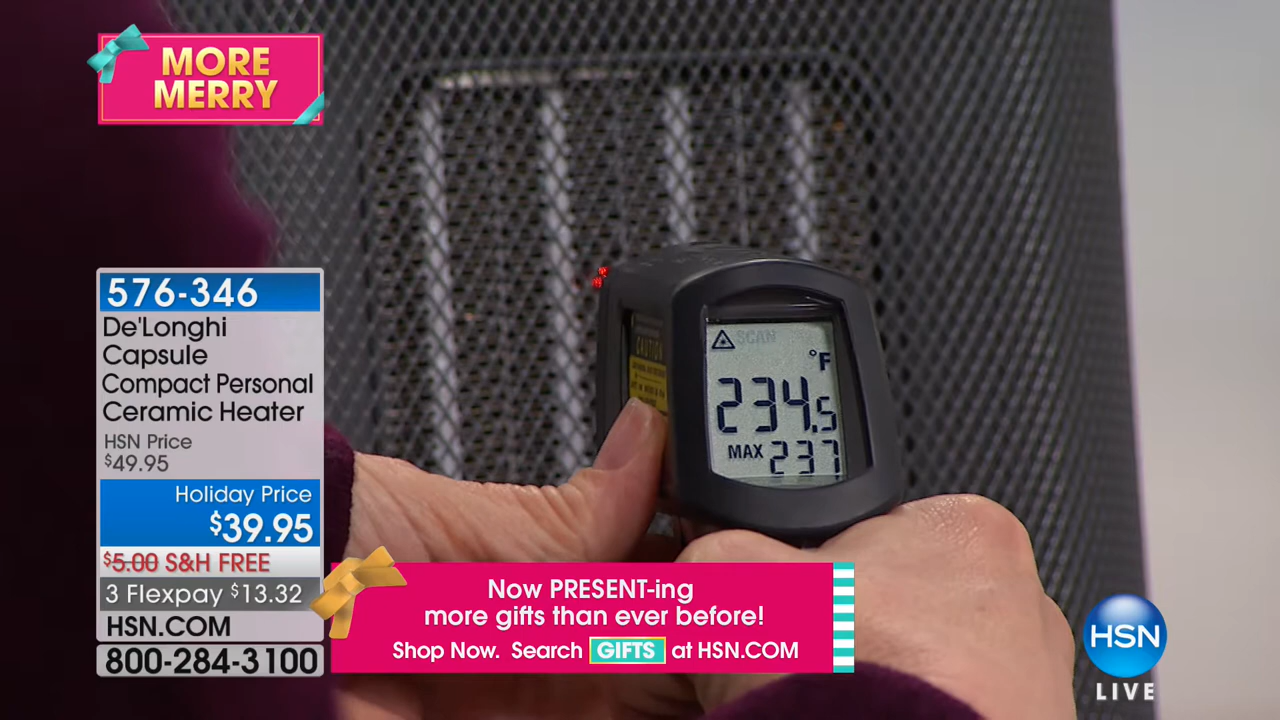 MORE
MERRY
576-346
De'Longhi
Capsule
Compact Personal
Ceramic Heater
HSN Price
$49.95
Holiday Price
$39.95
$5.00 S&H FREE
3 Flexpay $13.32
HSN.COM
800-284-3100
CAUTION
SCAN
°F
234.5
MAX 237
Now PRESENT-ing
more gifts than ever before!
Shop Now. Search GIFTS at HSN.COM
HSN
LIVE